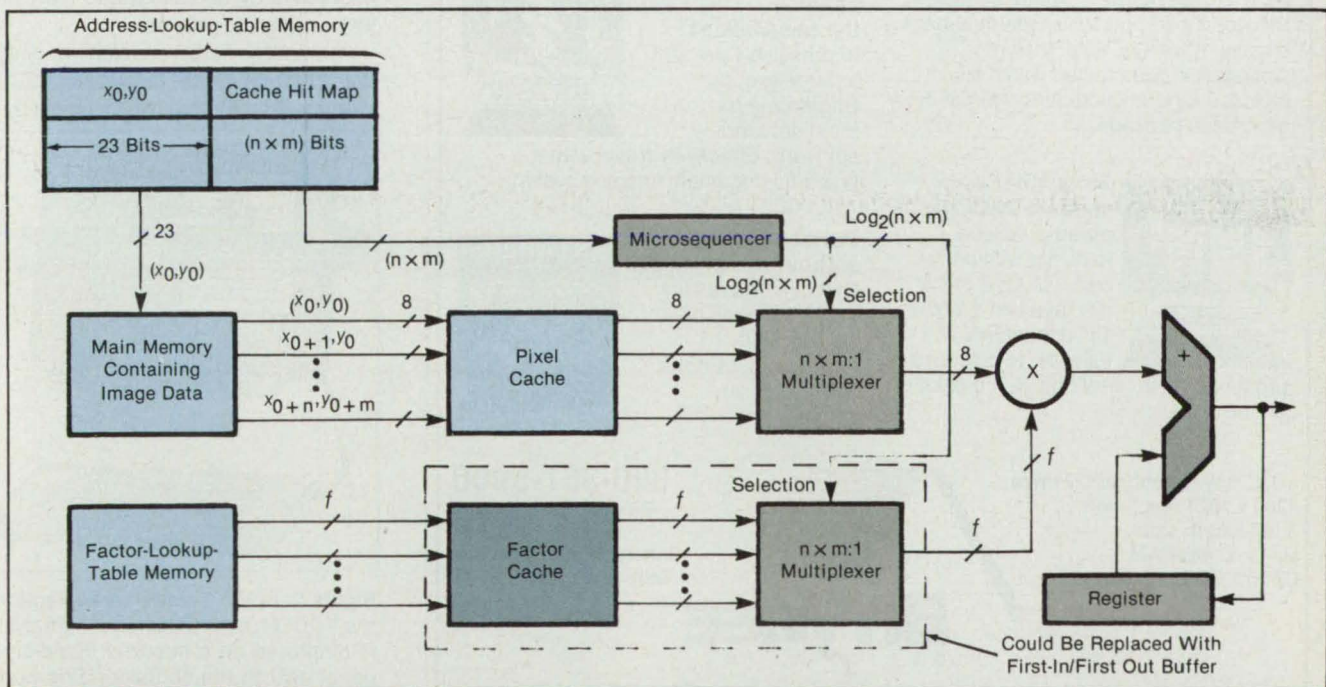 Address-Lookup-Table Memory
x0,y0
Cache Hit Map
23 Bits
(n × m) Bits
23
(x0,y0)
(n × m)
Microsequencer
Log2(n × m)
Log2(n × m)
Selection
Main Memory
Containing
Image Data
(x0, y0)
8
x0+1, y0
x0+n, y0+m
Pixel
Cache
8
n × m:1
Multiplexer
8
X
+
f
Factor-Lookup-
Table Memory
f
Factor
Cache
f
Selection
n × m:1
Multiplexer
f
Register
Could Be Replaced With
First-In/First Out Buffer